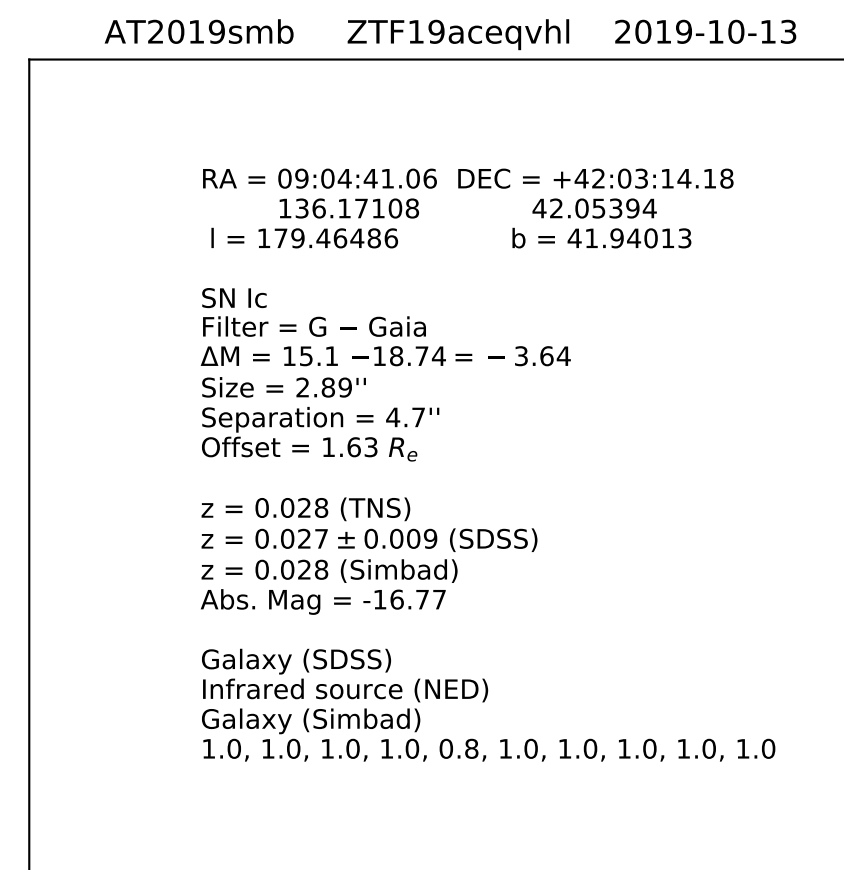 AT2019smb ZTF19aceqvhl 2019-10-13
RA = 09:04:41.06 DEC = +42:03:14.18
136.17108 42.05394
l = 179.46486 b = 41.94013
SN Ic
Filter = G − Gaia
ΔM = 15.1 −18.74 = − 3.64
Size = 2.89''
Separation = 4.7''
Offset = 1.63 Rₑ
z = 0.028 (TNS)
z = 0.027 ± 0.009 (SDSS)
z = 0.028 (Simbad)
Abs. Mag = -16.77
Galaxy (SDSS)
Infrared source (NED)
Galaxy (Simbad)
1.0, 1.0, 1.0, 1.0, 0.8, 1.0, 1.0, 1.0, 1.0, 1.0